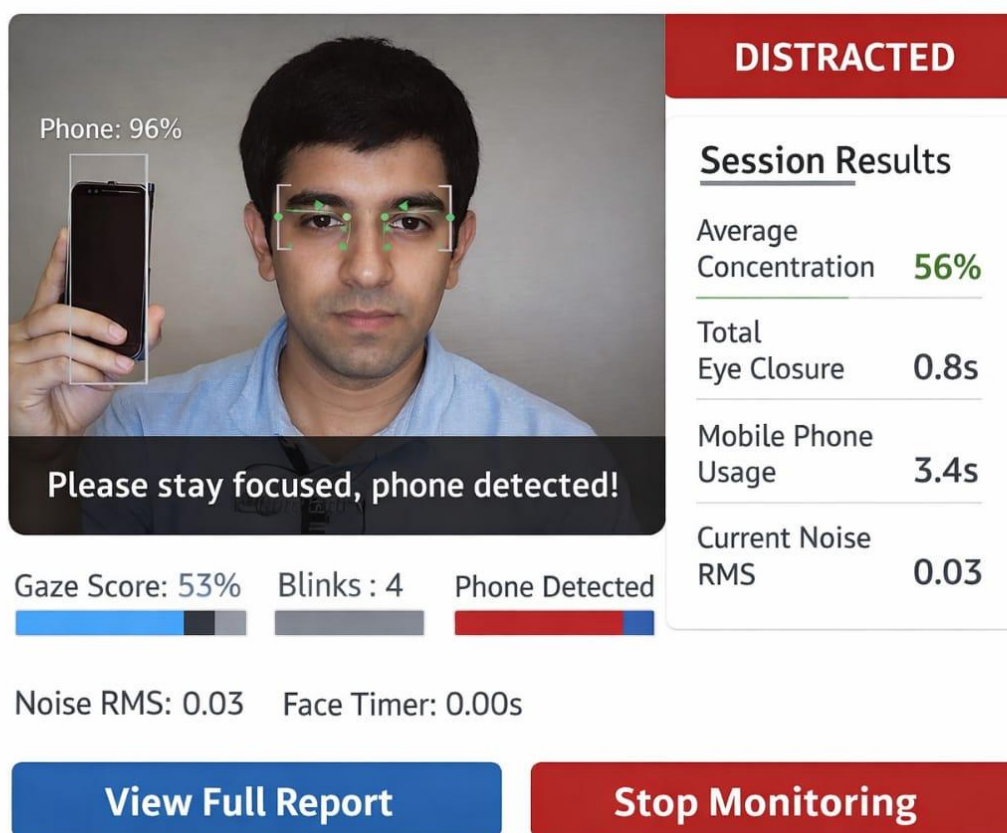 Phone: 96%
DISTRACTED
Session Results
Average
Concentration 56%
Total
Eye Closure 0.8s
Mobile Phone
Usage 3.4s
Current Noise
RMS 0.03
Please stay focused, phone detected!
Gaze Score: 53% Blinks : 4 Phone Detected
Noise RMS: 0.03 Face Timer: 0.00s
View Full Report Stop Monitoring